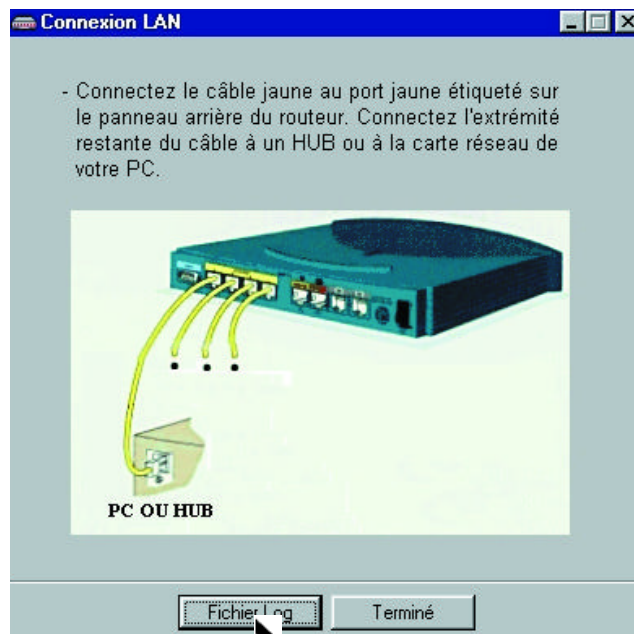 Connexion LAN
- Connectez le câble jaune au port jaune étiqueté sur
le panneau arrière du routeur. Connectez l'extrémité
restante du câble à un HUB ou à la carte réseau de
votre PC.
PC OU HUB
Fichier Log
Terminé